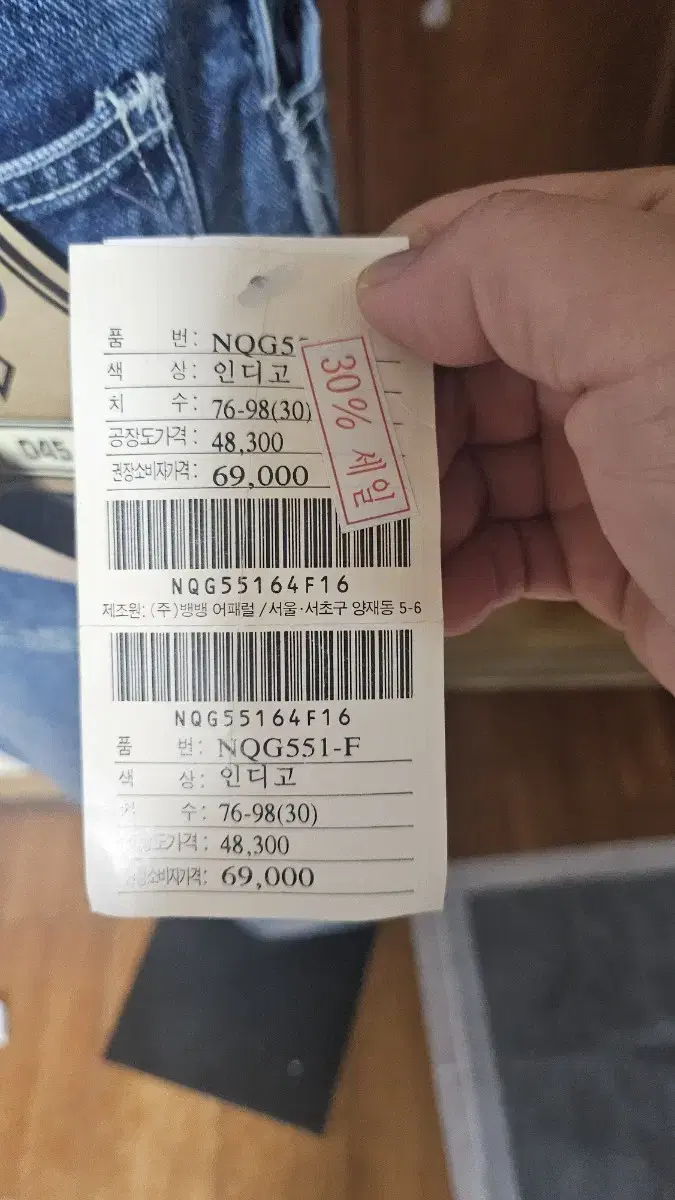 품 번: NQG5
색 상: 인디고
치 수: 76-98(30)
공장도가격: 48,300
권장소비자가격: 69,000
30% 세일
NQG55164F16
제조원: (주)뱅뱅 어패럴 / 서울·서초구 양재동 5-6
NQG55164F16
품 번: NQG551-F
색 상: 인디고
수: 76-98(30)
도가격: 48,300
소비자가격: 69,000
D45